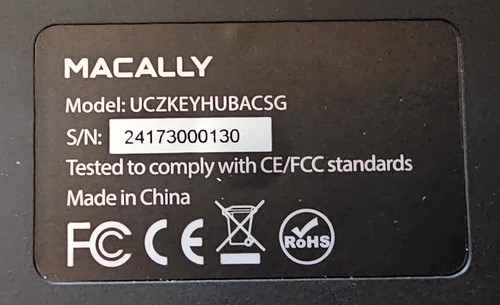 MACALLY
Model: UCZKEYHUBACSG
S/N: 24173000130
Tested to comply with CE/FCC standards
Made in China
FC CE RoHS